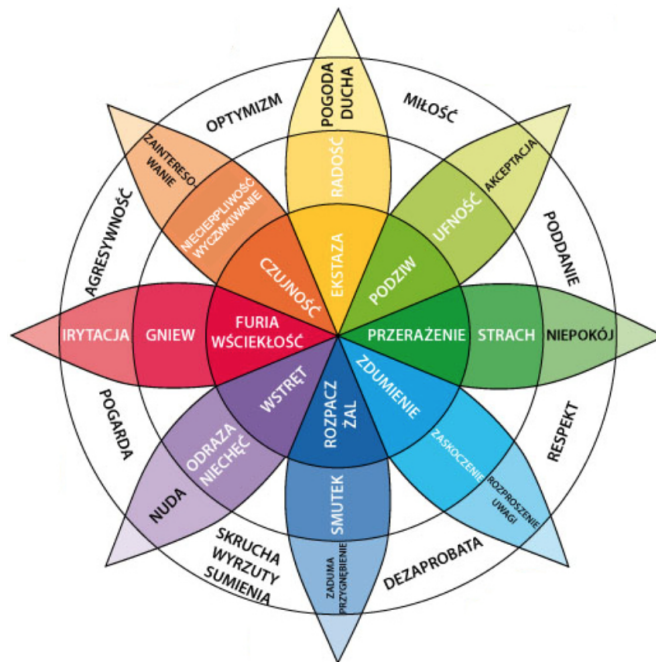 OPTYMIZM
POGODA
DUCHA
MIŁOŚĆ
ZAINTERESO-
WANIE
RADOŚĆ
AKCEPTACJA
NIECIERPLIWOŚĆ
WYCZWKIWANIE
UFNOŚĆ
AGRESYWNOŚĆ
CZUJNOŚĆ
EKSTAZA
PODZIW
PODDANIE
IRYTACJA
GNIEW
FURIA
WŚCIEKŁOŚĆ
PRZERAŻENIE
STRACH
NIEPOKÓJ
POGARDA
WSTRĘT
ROZPACZ
ŻAL
ZDUMIENIE
RESPEKT
ODRAZA
NIECHĘĆ
ZASKOCZENIE
NUDA
SMUTEK
ROZPROSZENIE
UWAGI
SKRUCHA
WYRZUTY
SUMIENIA
ZADUMA
PRZYGNĘBIENIE
DEZAPROBATA